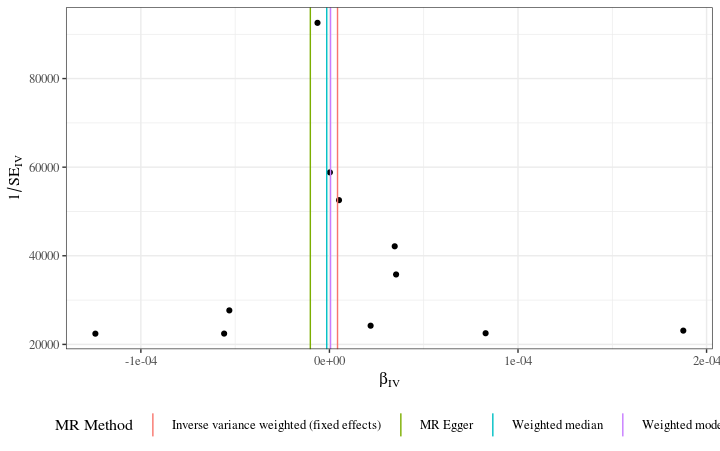 80000
60000
40000
20000
1/SE_IV
-1e-04
0e+00
1e-04
2e-04
β_IV
MR Method
Inverse variance weighted (fixed effects)
MR Egger
Weighted median
Weighted mode